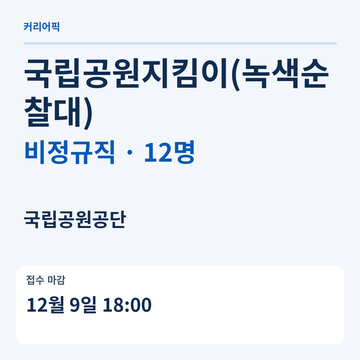 커리어픽
국립공원지킴이(녹색순
찰대)
비정규직 · 12명
국립공원공단
접수 마감
12월 9일 18:00